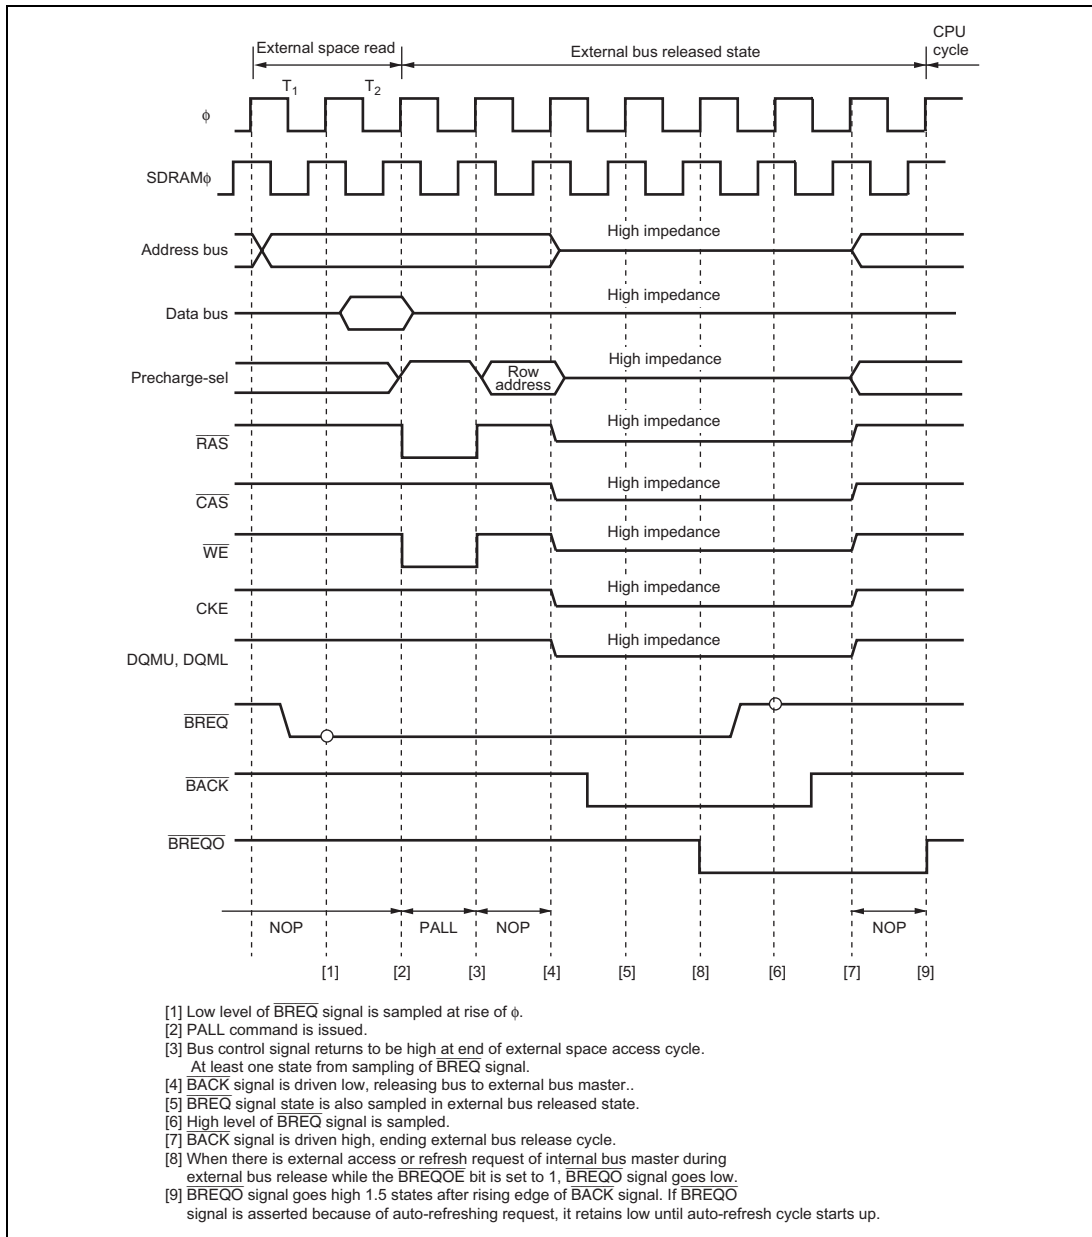 External space read
External bus released state
CPU
cycle
T1
T2
ϕ
SDRAMϕ
Address bus
High impedance
Data bus
High impedance
Precharge-sel
Row
address
High impedance
RAS
High impedance
CAS
High impedance
WE
High impedance
CKE
High impedance
DQMU, DQML
High impedance
BREQ
BACK
BREQO
NOP
PALL
NOP
NOP
[1]
[2]
[3]
[4]
[5]
[8]
[6]
[7]
[9]
[1] Low level of BREQ signal is sampled at rise of ϕ.
[2] PALL command is issued.
[3] Bus control signal returns to be high at end of external space access cycle.
At least one state from sampling of BREQ signal.
[4] BACK signal is driven low, releasing bus to external bus master..
[5] BREQ signal state is also sampled in external bus released state.
[6] High level of BREQ signal is sampled.
[7] BACK signal is driven high, ending external bus release cycle.
[8] When there is external access or refresh request of internal bus master during
external bus release while the BREQOE bit is set to 1, BREQO signal goes low.
[9] BREQO signal goes high 1.5 states after rising edge of BACK signal. If BREQO
signal is asserted because of auto-refreshing request, it retains low until auto-refresh cycle starts up.